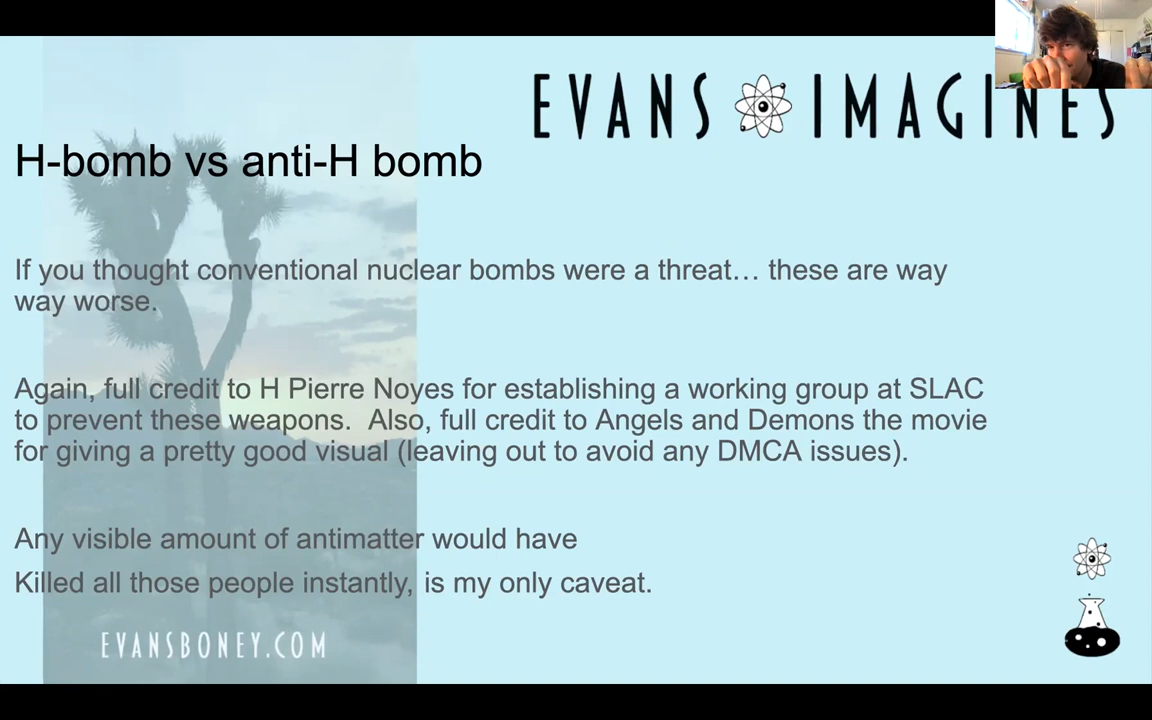 EVANS IMAGINES
H-bomb vs anti-H bomb
If you thought conventional nuclear bombs were a threat… these are way
way worse.
Again, full credit to H Pierre Noyes for establishing a working group at SLAC
to prevent these weapons.  Also, full credit to Angels and Demons the movie
for giving a pretty good visual (leaving out to avoid any DMCA issues).
Any visible amount of antimatter would have
Killed all those people instantly, is my only caveat.
EVANSBONEY.COM